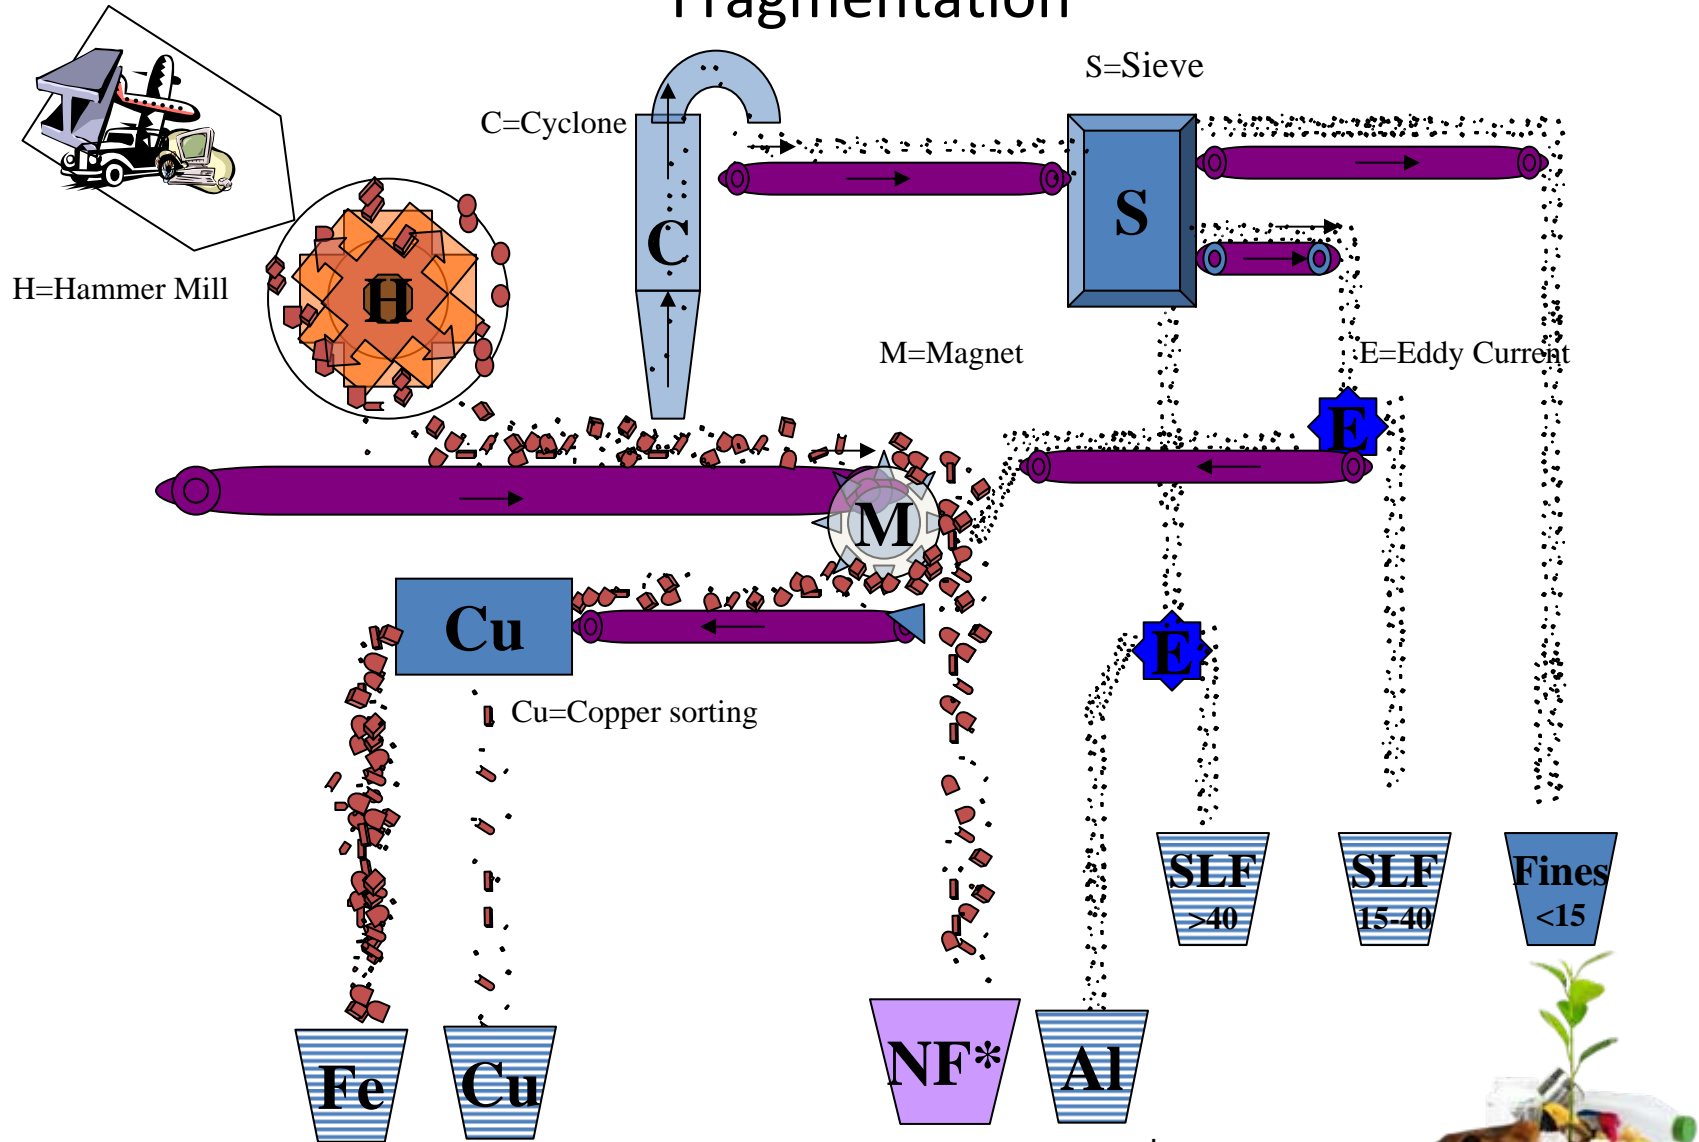 Fragmentation
S=Sieve
C=Cyclone
S
C
H=Hammer Mill
H
M=Magnet
E=Eddy Current
E
M
Cu
E
Cu=Copper sorting
SLF
>40
SLF
15-40
Fines
<15
NF*
Al
Fe
Cu